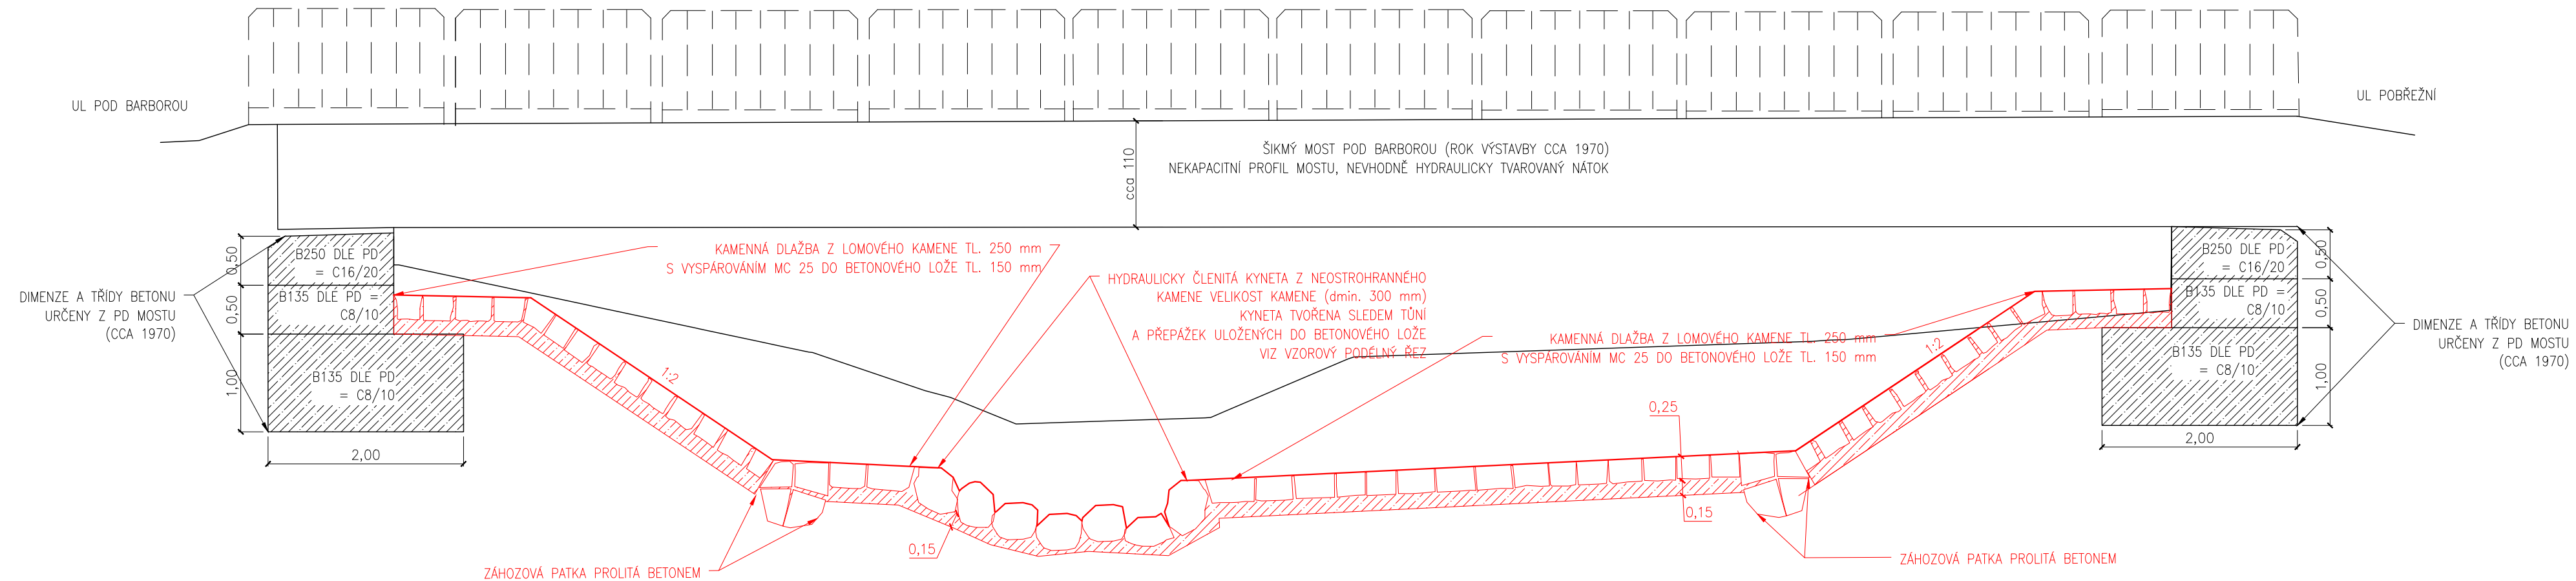 UL POD BARBOROU
UL POBŘEŽNÍ
cca 110
ŠIKMÝ MOST POD BARBOROU (ROK VÝSTAVBY CCA 1970)
NEKAPACITNÍ PROFIL MOSTU, NEVHODNĚ HYDRAULICKY TVAROVANÝ NÁTOK
DIMENZE A TŘÍDY BETONU
URČENY Z PD MOSTU
(CCA 1970)
0,50
0,50
1,00
B250 DLE PD
= C16/20
B135 DLE PD =
C8/10
B135 DLE PD
= C8/10
2,00
KAMENNÁ DLAŽBA Z LOMOVÉHO KAMENE TL. 250 mm
S VYSPÁROVÁNÍM MC 25 DO BETONOVÉHO LOŽE TL. 150 mm
1:2
HYDRAULICKY ČLENITÁ KYNETA Z NEOSTROHRANNÉHO
KAMENE VELIKOST KAMENE (dmin. 300 mm)
KYNETA TVOŘENA SLEDEM TŮNÍ
A PŘEPÁŽEK ULOŽENÝCH DO BETONOVÉHO LOŽE
VIZ VZOROVÝ PODÉLNÝ ŘEZ
KAMENNÁ DLAŽBA Z LOMOVÉHO KAMENE TL. 250 mm
S VYSPÁROVÁNÍM MC 25 DO BETONOVÉHO LOŽE TL. 150 mm
1:2
0,25
0,15
0,15
ZÁHOZOVÁ PATKA PROLITÁ BETONEM
ZÁHOZOVÁ PATKA PROLITÁ BETONEM
B250 DLE PD
= C16/20
B135 DLE PD =
C8/10
B135 DLE PD
= C8/10
0,50
0,50
1,00
2,00
DIMENZE A TŘÍDY BETONU
URČENY Z PD MOSTU
(CCA 1970)